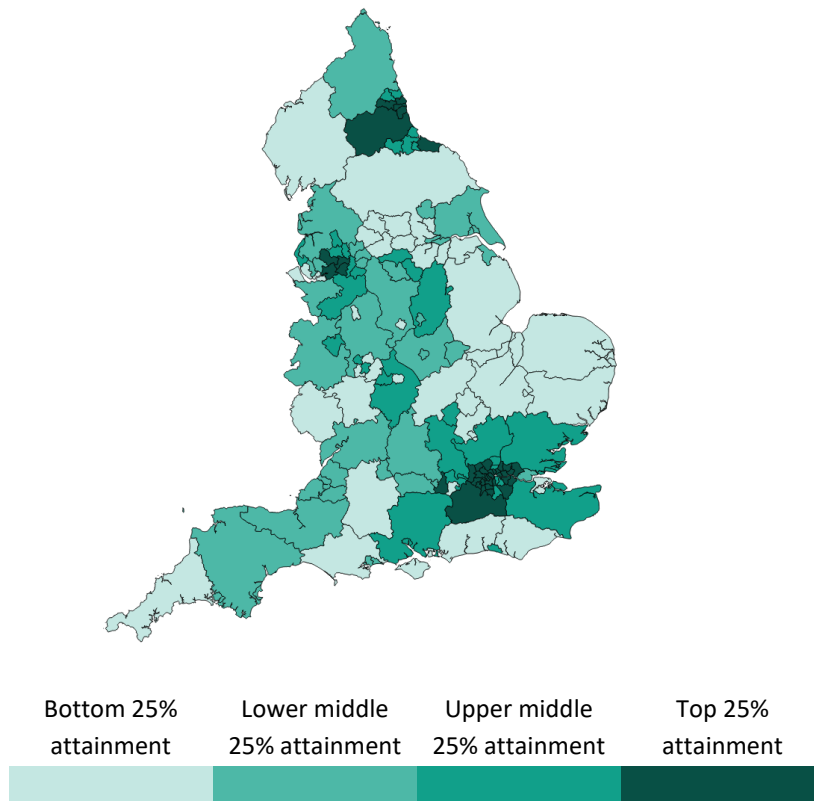 Bottom 25% Lower middle Upper middle Top 25%
attainment 25% attainment 25% attainment attainment